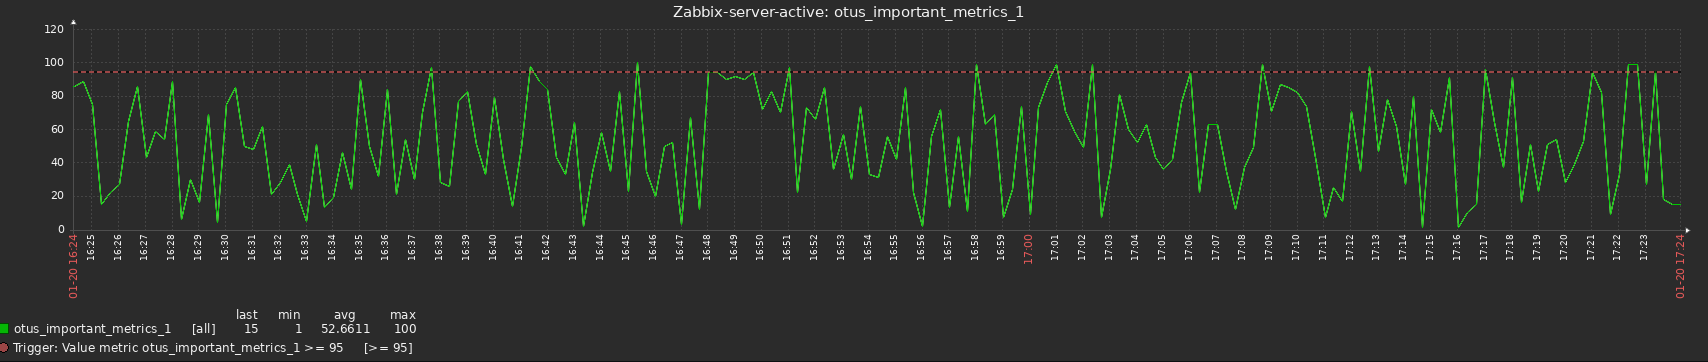 Zabbix-server-active: otus_important_metrics_1
120
100
80
60
40
20
0
01-20 16:24 16:25 16:26 16:27 16:28 16:29 16:30 16:31 16:32 16:33 16:34 16:35 16:36 16:37 16:38 16:39 16:40 16:41 16:42 16:43 16:44 16:45 16:46 16:47 16:48 16:49 16:50 16:51 16:52 16:53 16:54 16:55 16:56 16:57 16:58 16:59 17:00 17:01 17:02 17:03 17:04 17:05 17:06 17:07 17:08 17:09 17:10 17:11 17:12 17:13 17:14 17:15 17:16 17:17 17:18 17:19 17:20 17:21 17:22 17:23 01-20 17:24
last min avg max
otus_important_metrics_1 [all] 15 1 52.6611 100
Trigger: Value metric otus_important_metrics_1 >= 95 [>= 95]